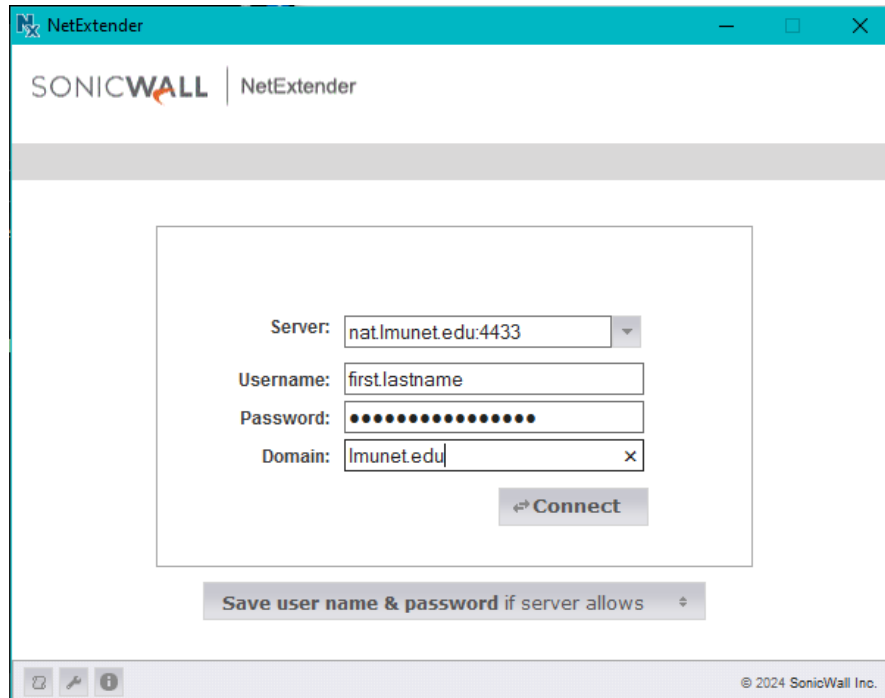 NetExtender
SONICWALL NetExtender
Server: nat.lmunet.edu:4433
Username: first.lastname
Password: ••••••••••••••••
Domain: lmunet.edu
Connect
Save user name & password if server allows
© 2024 SonicWall Inc.